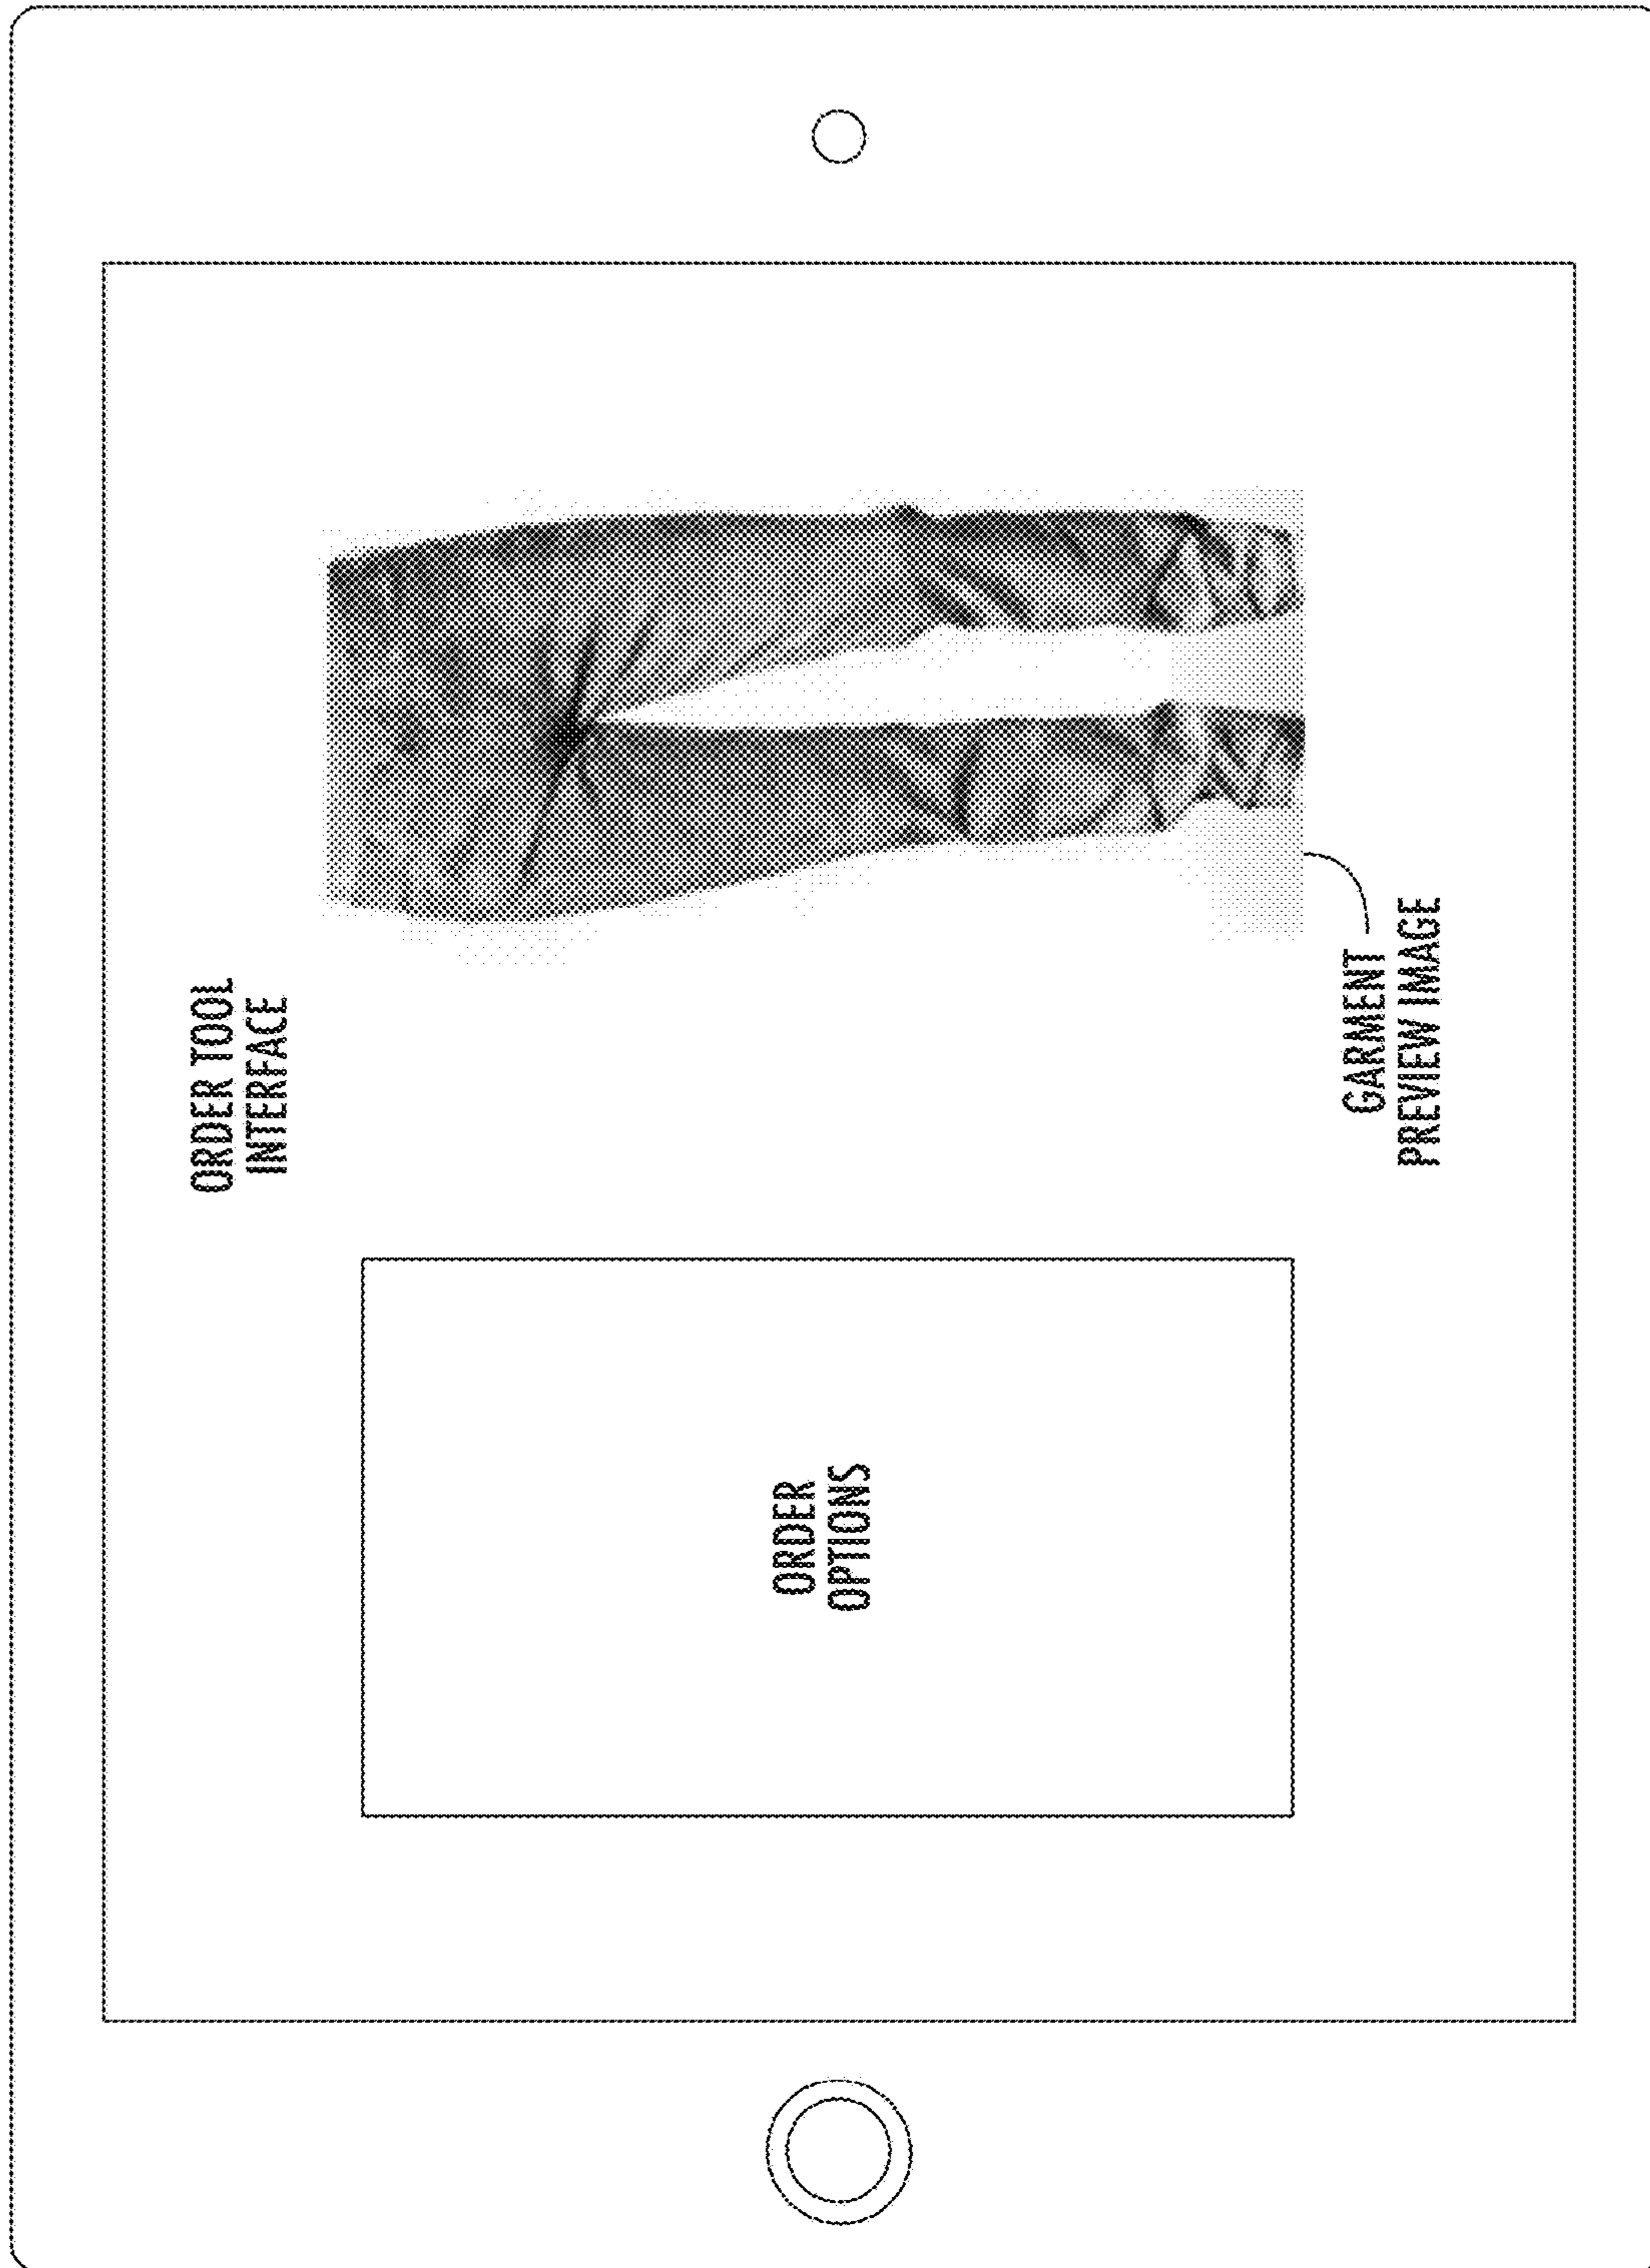 ORDER TOOL
INTERFACE
ORDER
OPTIONS
GARMENT
PREVIEW IMAGE